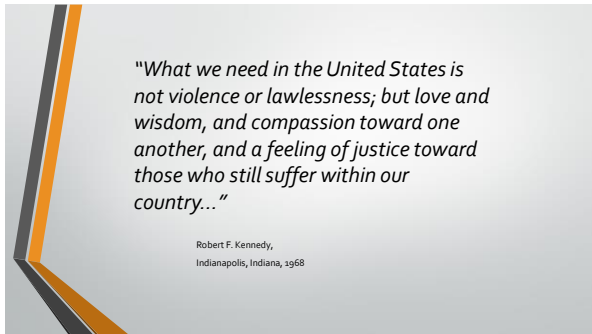 “What we need in the United States is
not violence or lawlessness; but love and
wisdom, and compassion toward one
another, and a feeling of justice toward
those who still suffer within our
country…”
Robert F. Kennedy,
Indianapolis, Indiana, 1968